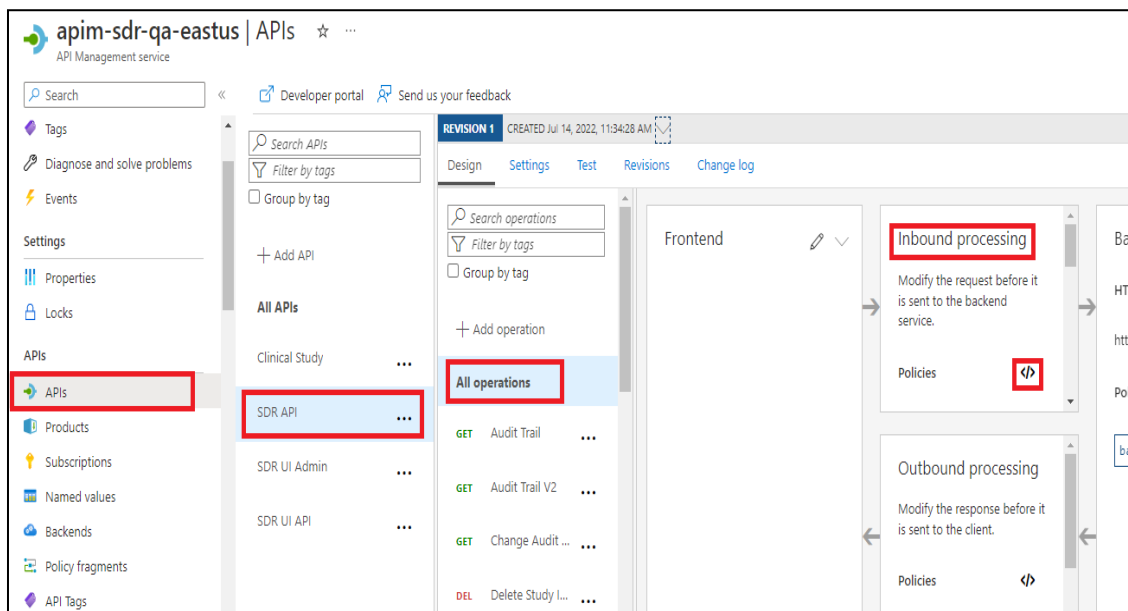 apim-sdr-qa-eastus | APIs
API Management service
Search
Tags
Diagnose and solve problems
Events
Settings
Properties
Locks
APIs
APIs
Products
Subscriptions
Named values
Backends
Policy fragments
API Tags
Developer portal
Send us your feedback
Search APIs
Filter by tags
Group by tag
Add API
All APIs
Clinical Study
SDR API
SDR UI Admin
SDR UI API
REVISION 1 CREATED Jul 14, 2022, 11:34:28 AM
Design Settings Test Revisions Change log
Search operations
Filter by tags
Group by tag
Add operation
All operations
GET Audit Trail
GET Audit Trail V2
GET Change Audit ...
DEL Delete Study I...
Frontend
Inbound processing
Modify the request before it
is sent to the backend
service.
Policies </>
Outbound processing
Modify the response before it
is sent to the client.
Policies </>
Ba
HT
htt
Po
ba